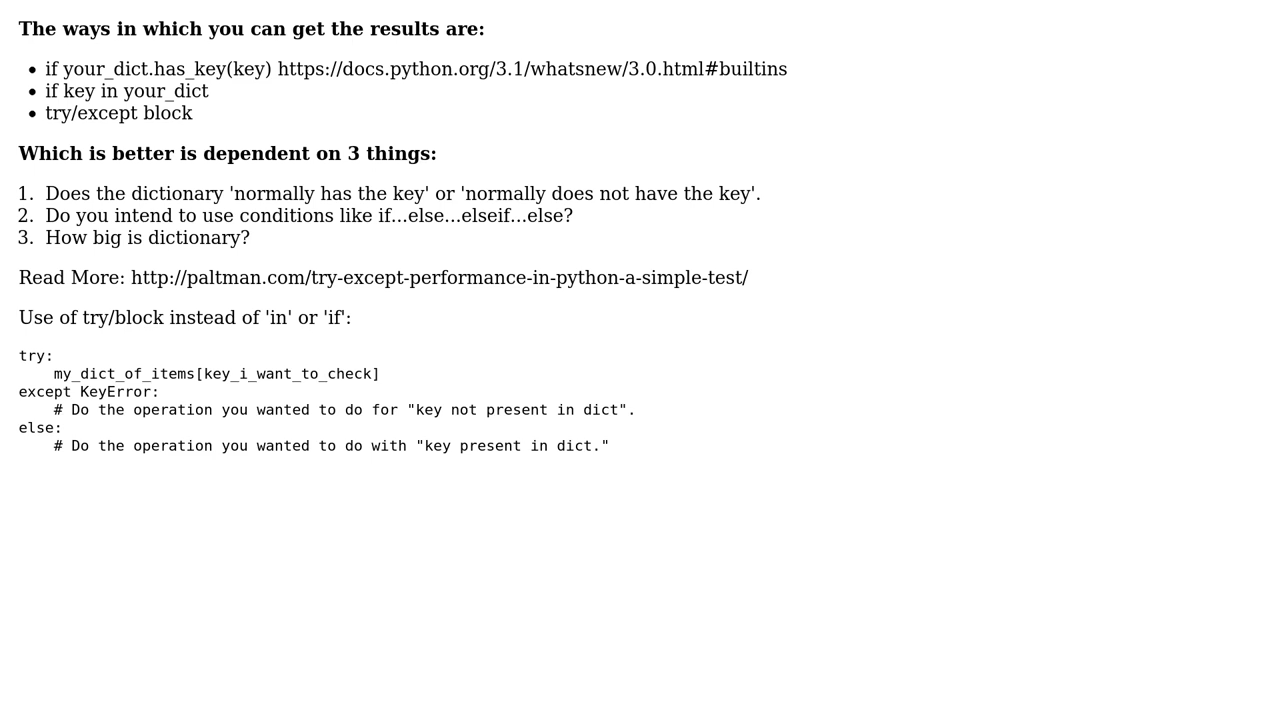 The ways in which you can get the results are:
• if your_dict.has_key(key) https://docs.python.org/3.1/whatsnew/3.0.html#builtins
• if key in your_dict
• try/except block
Which is better is dependent on 3 things:
1. Does the dictionary 'normally has the key' or 'normally does not have the key'.
2. Do you intend to use conditions like if...else...elseif...else?
3. How big is dictionary?
Read More: http://paltman.com/try-except-performance-in-python-a-simple-test/
Use of try/block instead of 'in' or 'if':
try:
    my_dict_of_items[key_i_want_to_check]
except KeyError:
    # Do the operation you wanted to do for "key not present in dict".
else:
    # Do the operation you wanted to do with "key present in dict."